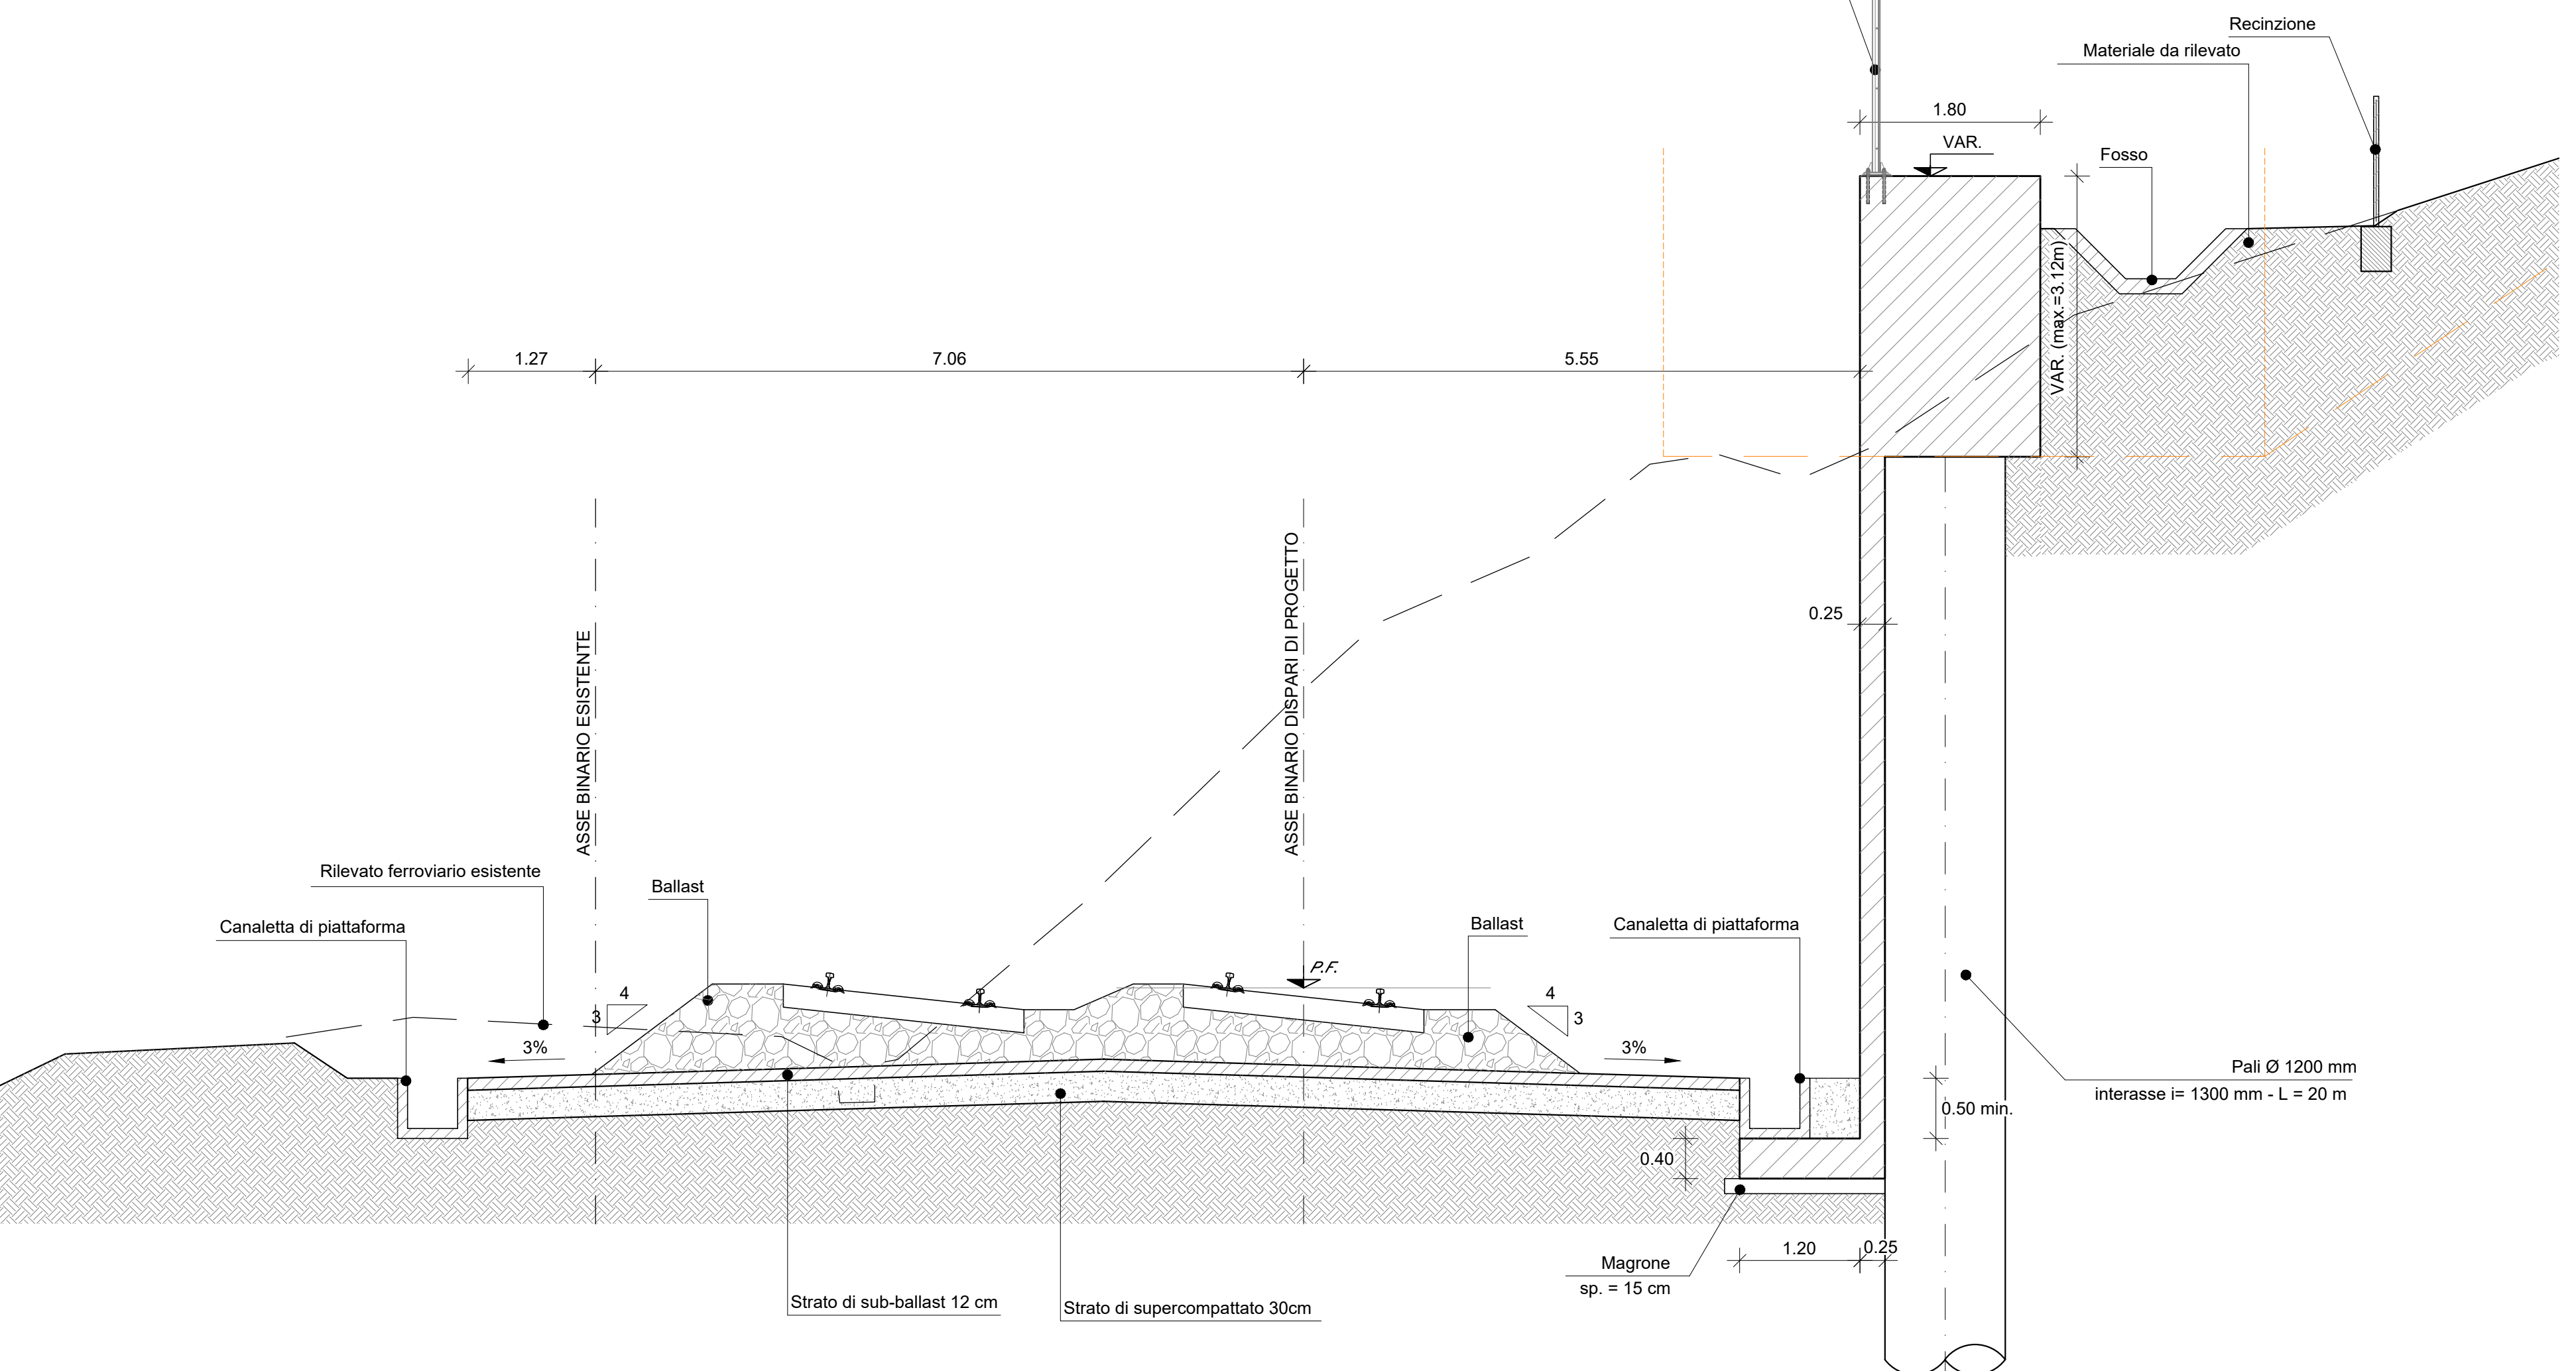 Recinzione
Materiale da rilevato
1.80
VAR.
Fosso
VAR. (max.=3.12m)
1.27
7.06
5.55
ASSE BINARIO ESISTENTE
ASSE BINARIO DISPARI DI PROGETTO
0.25
Rilevato ferroviario esistente
Ballast
Canaletta di piattaforma
Ballast
Canaletta di piattaforma
P.F.
4
3
4
3
3%
3%
Pali Ø 1200 mm
interasse i= 1300 mm - L = 20 m
0.50 min.
0.40
1.20
0.25
Magrone
sp. = 15 cm
Strato di sub-ballast 12 cm
Strato di supercompattato 30cm